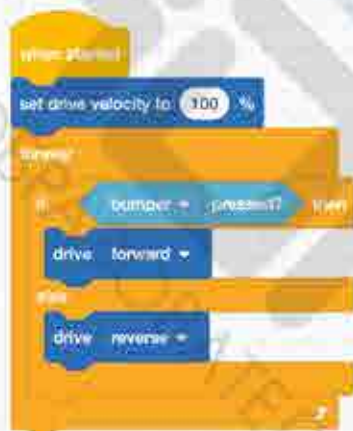 when started
set drive velocity to 100 %
forever
if bumper pressed? then
drive forward
else
drive reverse